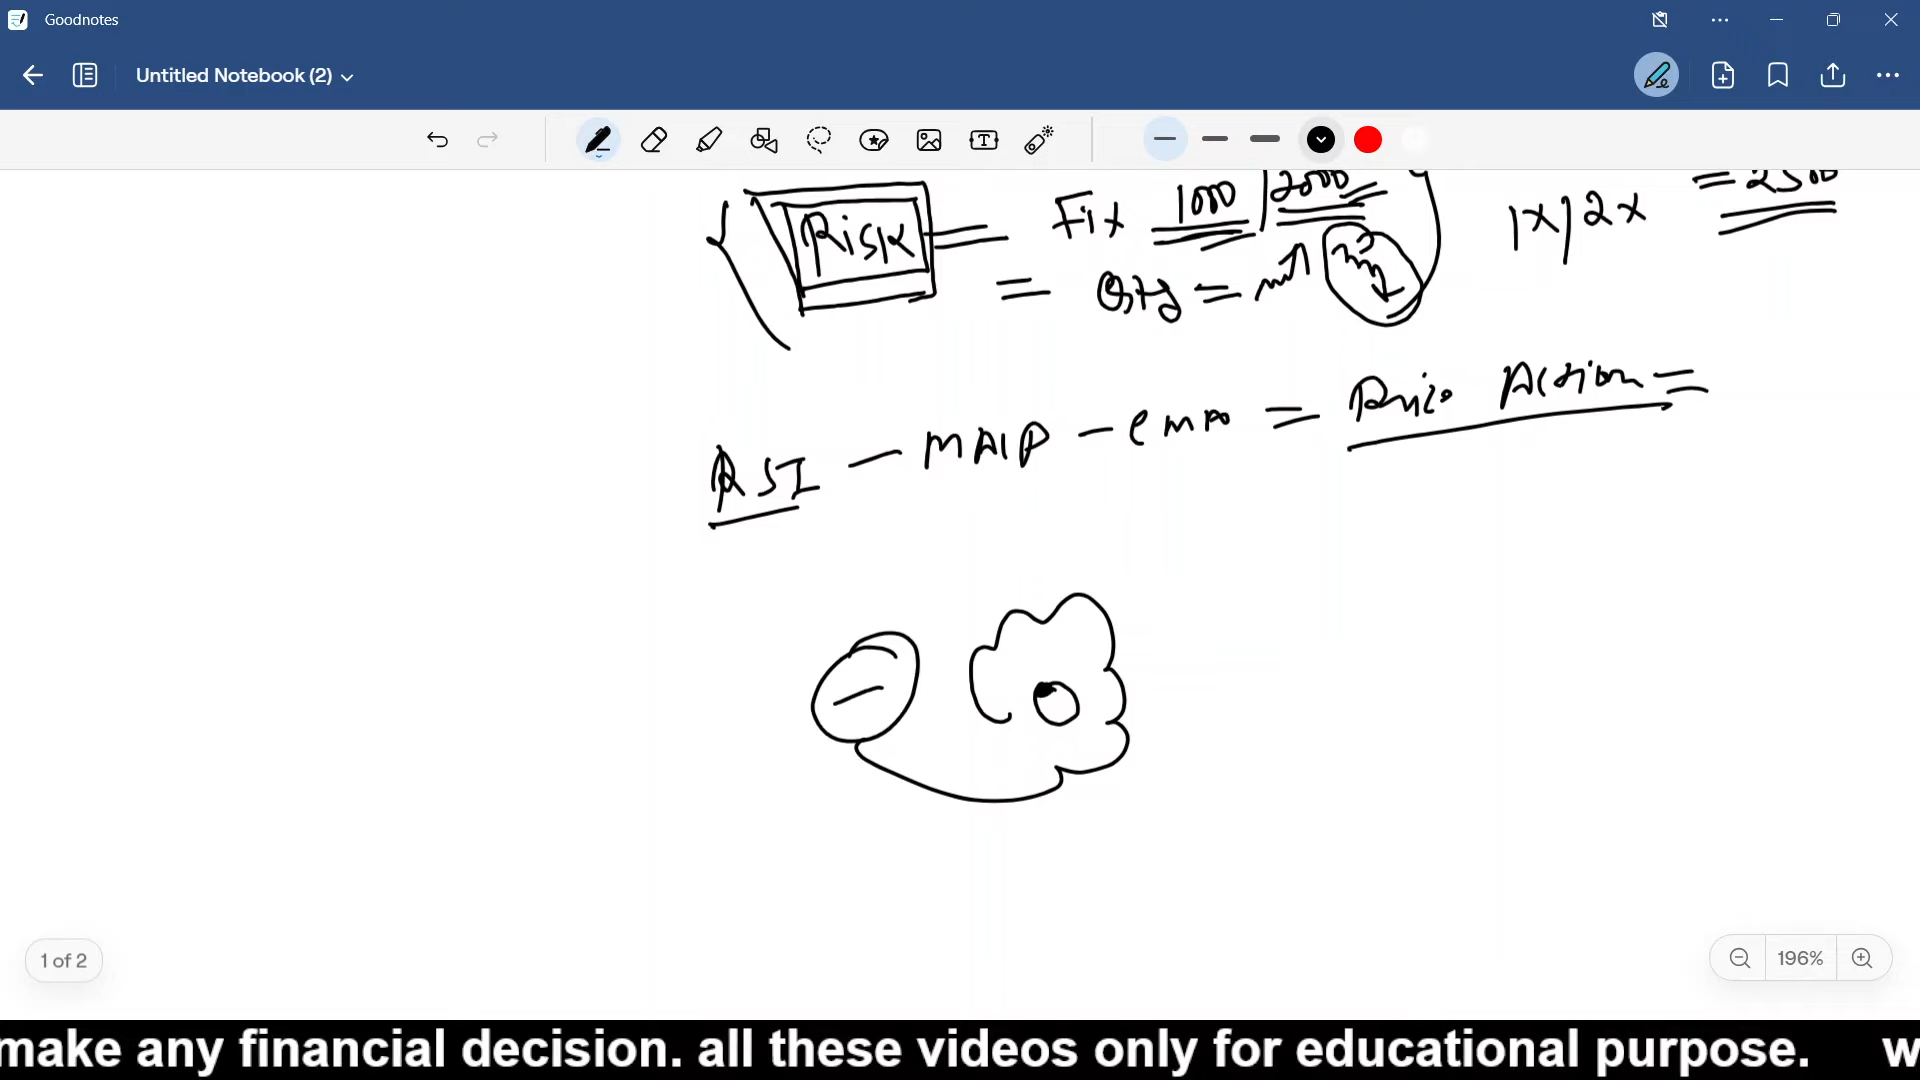 Goodnotes
Untitled Notebook (2)
Risk = Fix 1000 | 2000 1x | 2x = 2500
= Qty =
RSI - - EMA = Price Action =
1 of 2
196%
make any financial decision. all these videos only for educational purpose. w